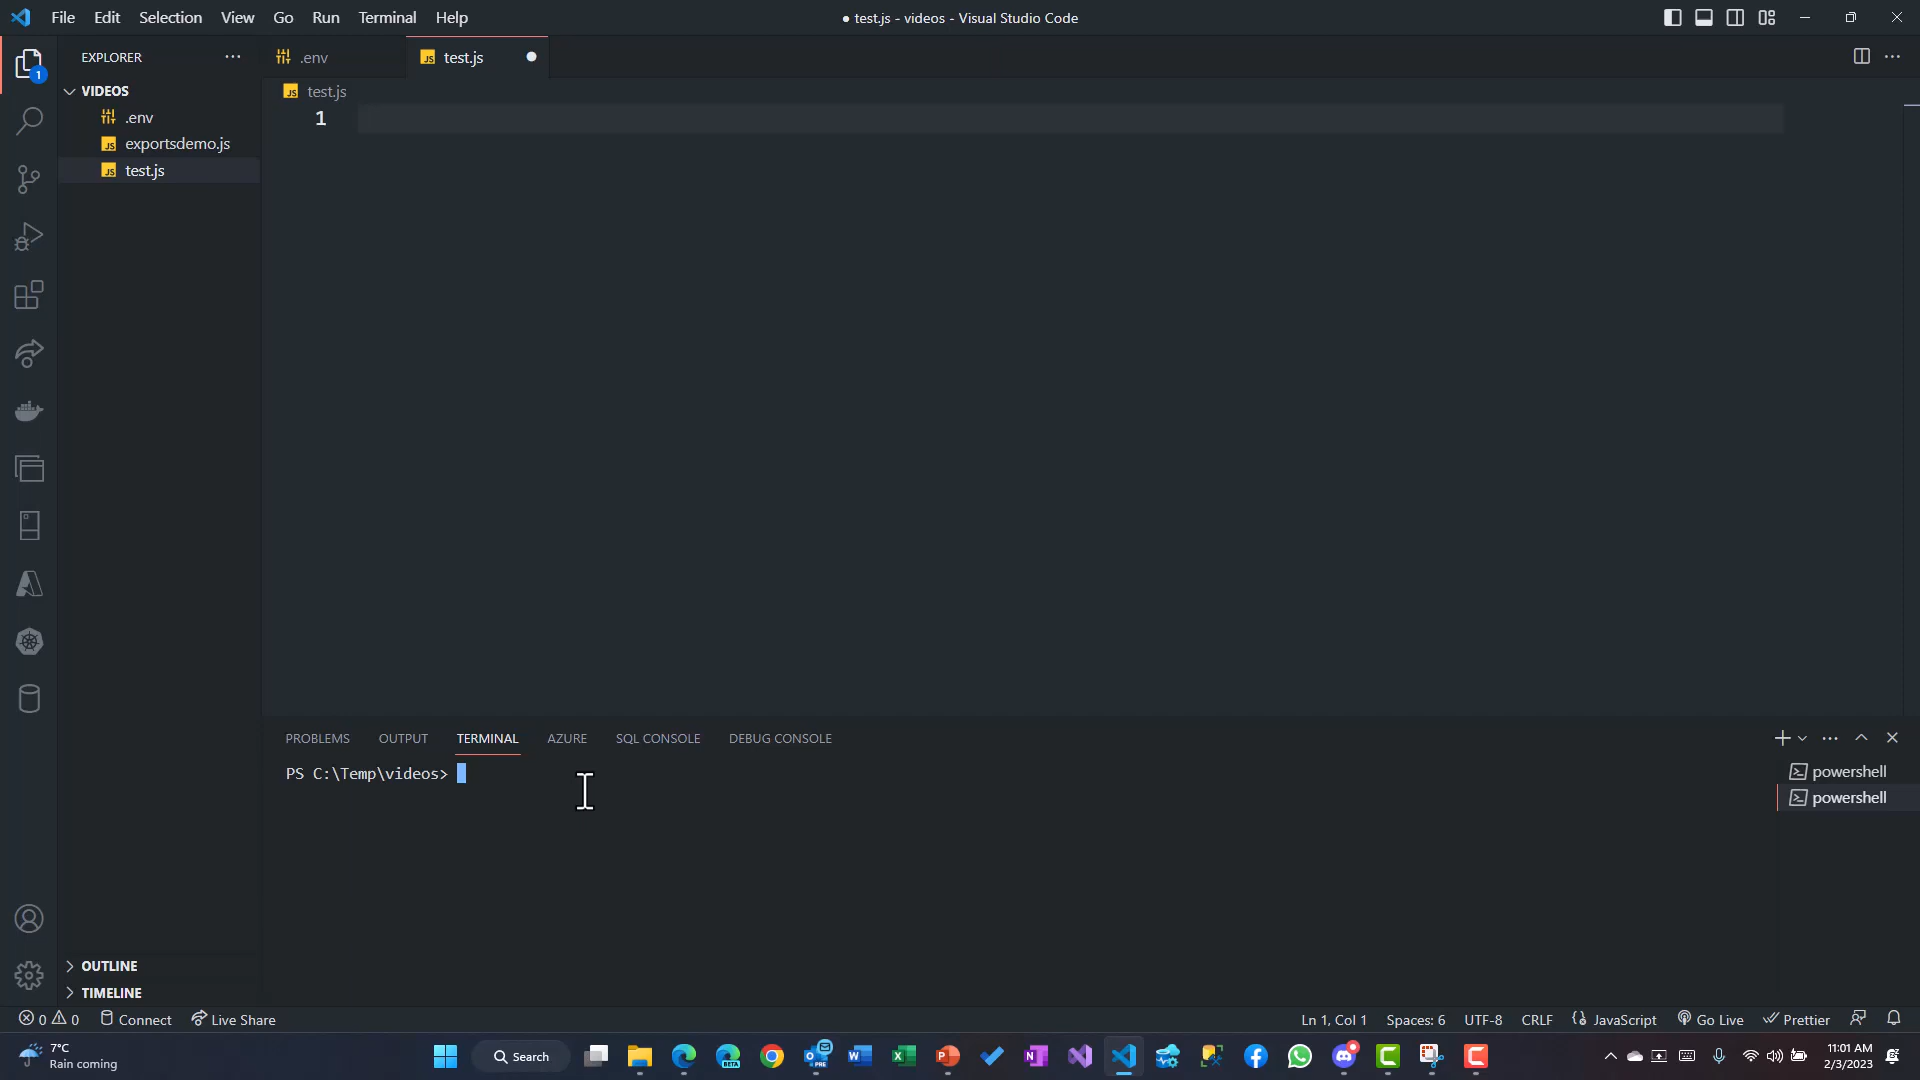 File Edit Selection View Go Run Terminal Help
● test.js - videos - Visual Studio Code
EXPLORER
.env
test.js
VIDEOS
.env
exportsdemo.js
test.js
test.js
1
1
PROBLEMS OUTPUT TERMINAL AZURE SQL CONSOLE DEBUG CONSOLE
PS C:\Temp\videos>
powershell
powershell
OUTLINE
TIMELINE
0 0 Connect Live Share
Ln 1, Col 1 Spaces: 6 UTF-8 CRLF JavaScript Go Live Prettier
7°C
Rain coming
Search
11:01 AM
2/3/2023